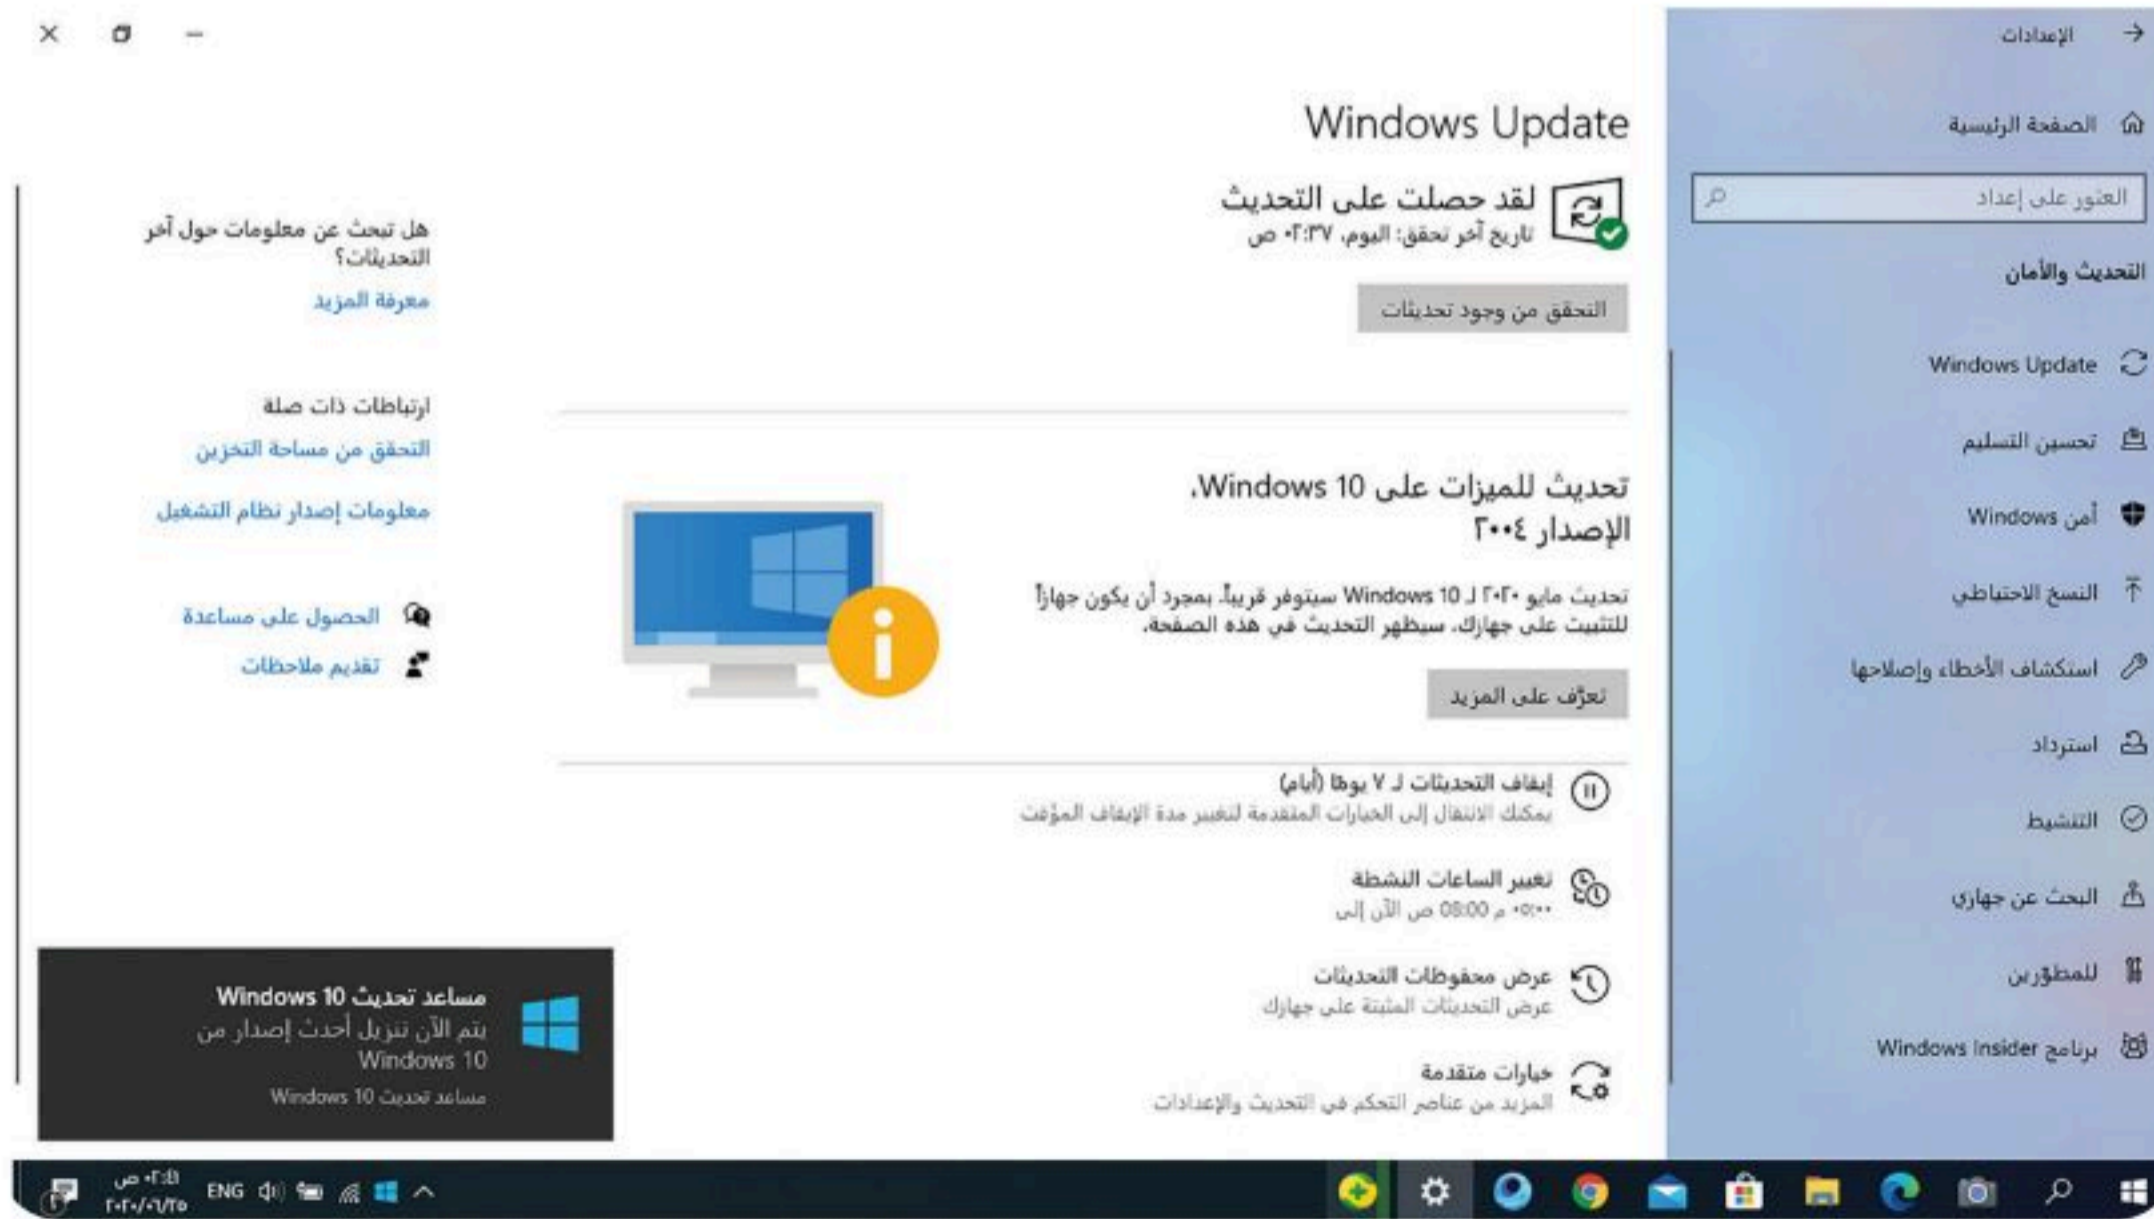 الإعدادات
الصفحة الرئيسية
العثور على إعداد
التحديث والأمان
Windows Update
تحسين التسليم
أمن Windows
النسخ الاحتياطي
استكشاف الأخطاء وإصلاحها
استرداد
التنشيط
البحث عن جهازي
للمطوّرين
برنامج Windows Insider
Windows Update
لقد حصلت على التحديث
تاريخ آخر تحقق: اليوم، ٠٢:٣٧ ص
التحقق من وجود تحديثات
تحديث للميزات على Windows 10،
الإصدار ٢٠٠٤
تحديث مايو ٢٠٢٠ لـ Windows 10 سيتوفر قريباً. بمجرد أن يكون جهازاً
للتثبيت على جهازك، سيظهر التحديث في هذه الصفحة.
تعرَّف على المزيد
إيقاف التحديثات لـ ٧ يومًا (أيام)
يمكنك الانتقال إلى الخيارات المتقدمة لتغيير مدة الإيقاف المؤقت
تغيير الساعات النشطة
٠٥:٠٠ م 08:00 ص الآن إلى
عرض محفوظات التحديثات
عرض التحديثات المثبتة على جهازك
خيارات متقدمة
المزيد من عناصر التحكم في التحديث والإعدادات
هل تبحث عن معلومات حول آخر
التحديثات؟
معرفة المزيد
ارتباطات ذات صلة
التحقق من مساحة التخزين
معلومات إصدار نظام التشغيل
الحصول على مساعدة
تقديم ملاحظات
مساعد تحديث Windows 10
يتم الآن تنزيل أحدث إصدار من
Windows 10
مساعد تحديث Windows 10
ENG
٠٢:٤١ ص
٢٠٢٠/٠٦/٢٥